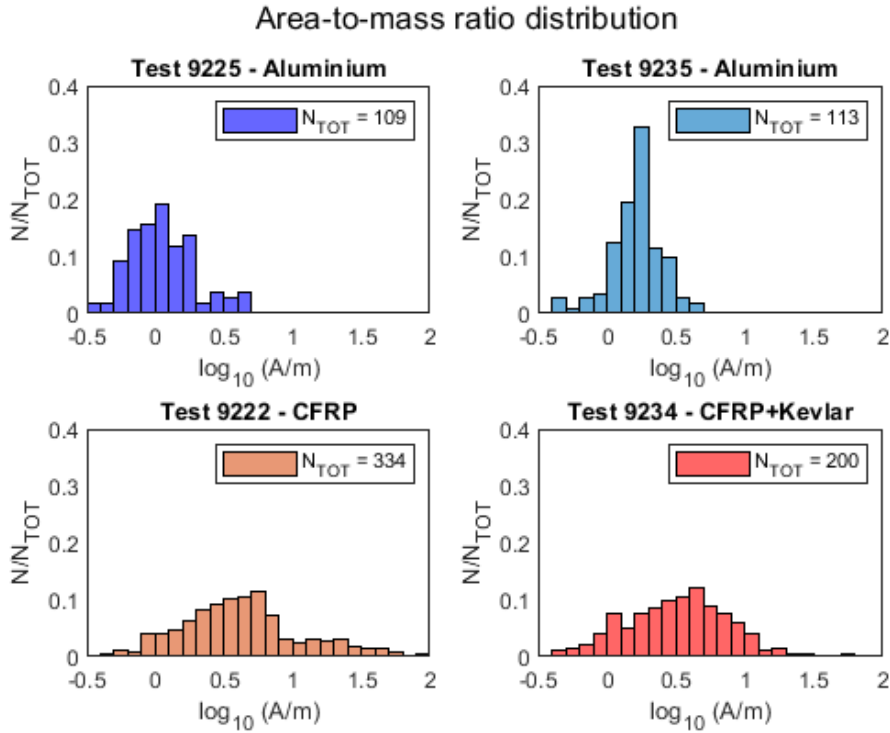 Area-to-mass ratio distribution
Test 9225 - Aluminium
N_TOT = 109
N/N_TOT
0.4
0.3
0.2
0.1
0
-0.5 0 0.5 1 1.5 2
log_10 (A/m)
Test 9235 - Aluminium
N_TOT = 113
N/N_TOT
0.4
0.3
0.2
0.1
0
-0.5 0 0.5 1 1.5 2
log_10 (A/m)
Test 9222 - CFRP
N_TOT = 334
N/N_TOT
0.4
0.3
0.2
0.1
0
-0.5 0 0.5 1 1.5 2
log_10 (A/m)
Test 9234 - CFRP+Kevlar
N_TOT = 200
N/N_TOT
0.4
0.3
0.2
0.1
0
-0.5 0 0.5 1 1.5 2
log_10 (A/m)